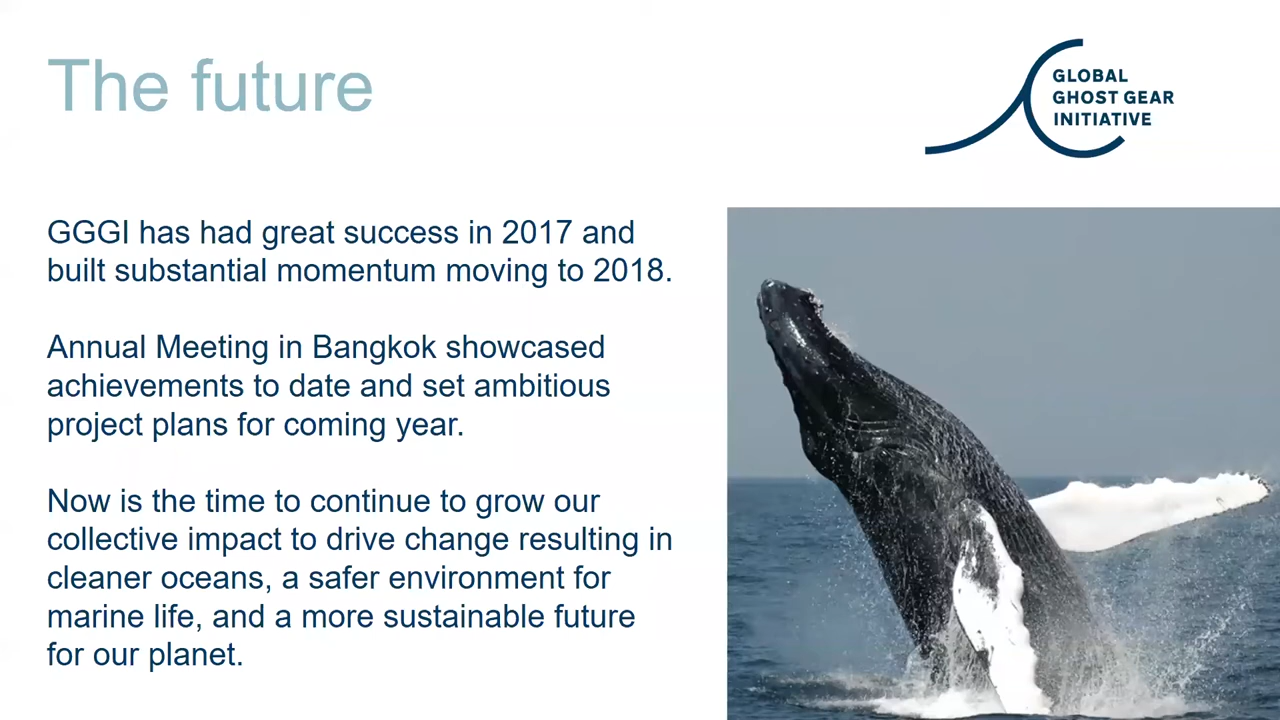 The future
GLOBAL
GHOST GEAR
INITIATIVE
GGGI has had great success in 2017 and
built substantial momentum moving to 2018.
Annual Meeting in Bangkok showcased
achievements to date and set ambitious
project plans for coming year.
Now is the time to continue to grow our
collective impact to drive change resulting in
cleaner oceans, a safer environment for
marine life, and a more sustainable future
for our planet.